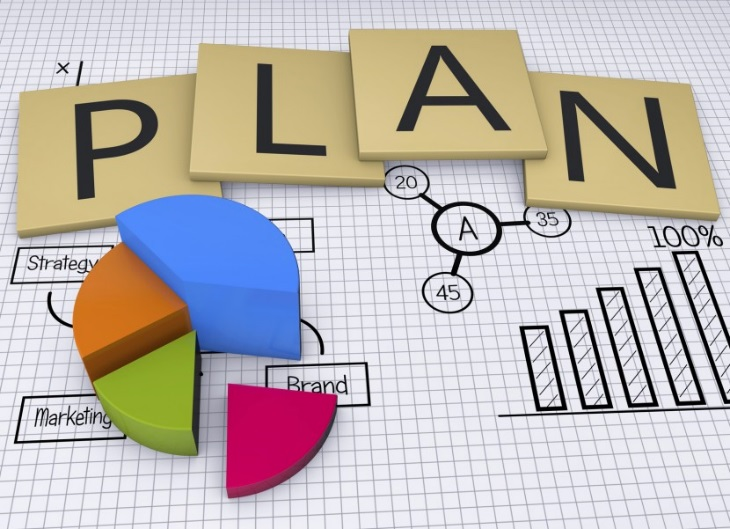 x
PLAN
20
A
35
45
100%
Strategy
Brand
Marketing